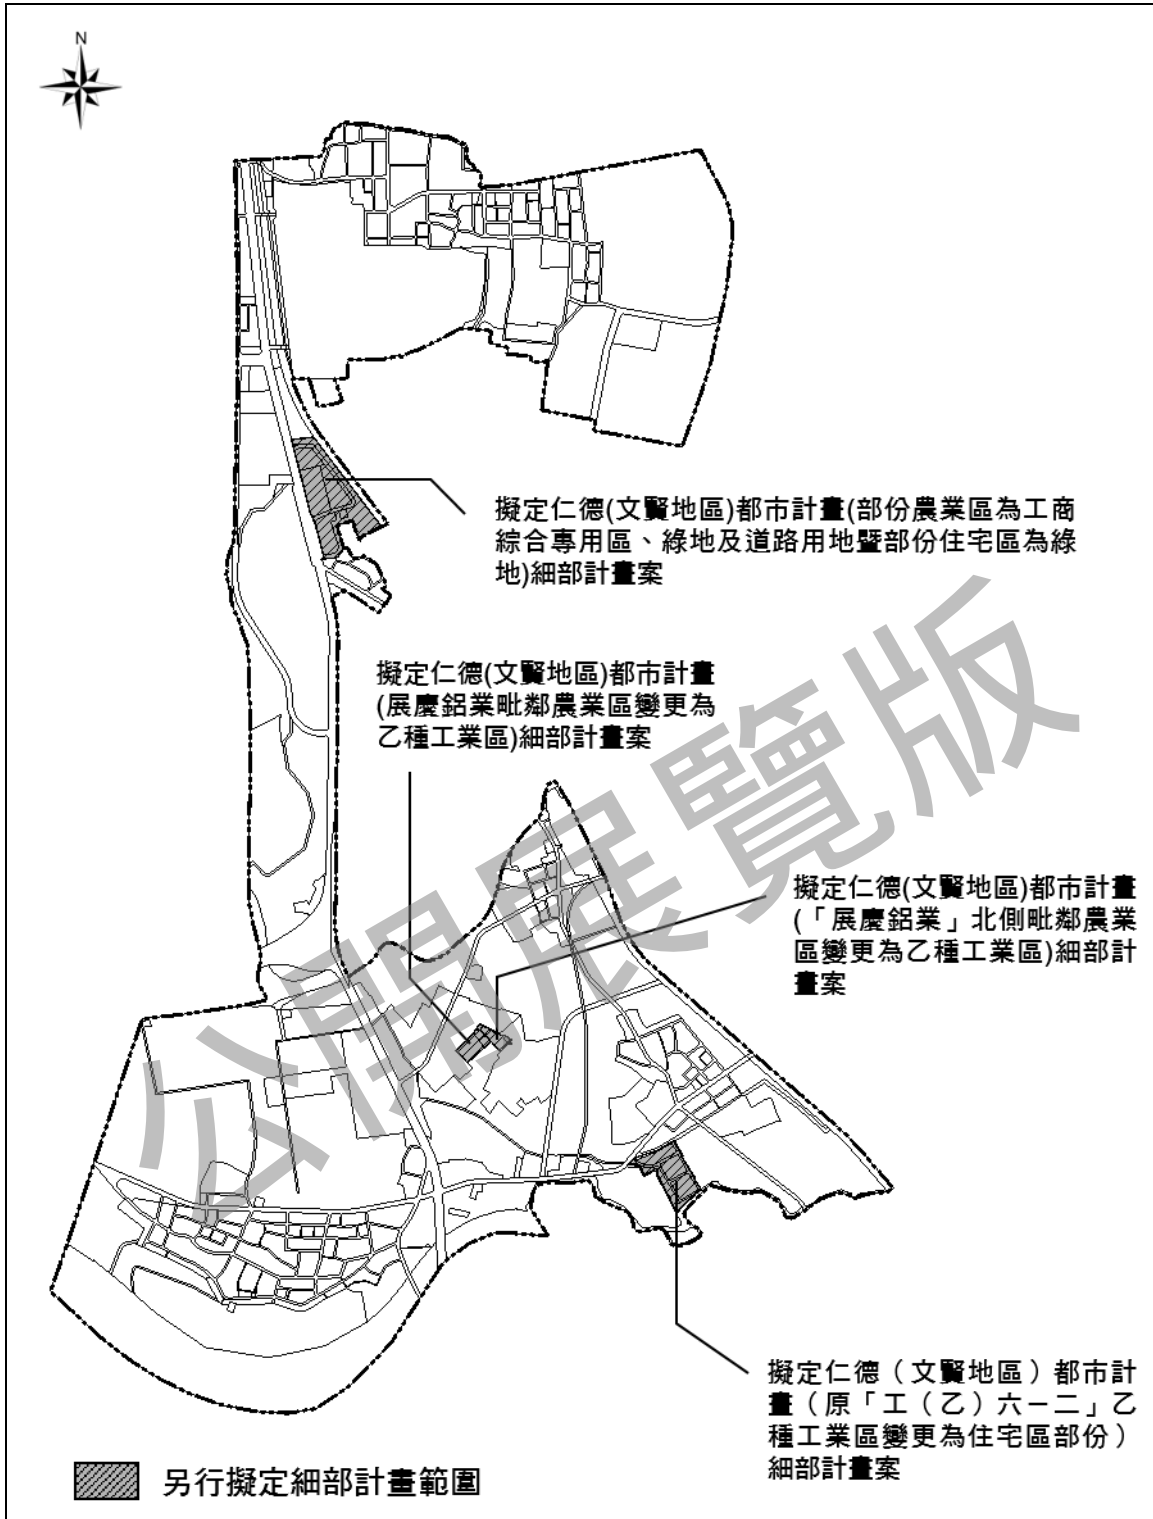 N
擬定仁德(文賢地區)都市計畫(部份農業區為工商
綜合專用區、綠地及道路用地暨部份住宅區為綠
地)細部計畫案
擬定仁德(文賢地區)都市計畫
(展慶鋁業毗鄰農業區變更為
乙種工業區)細部計畫案
擬定仁德(文賢地區)都市計畫
(「展慶鋁業」北側毗鄰農業
區變更為乙種工業區)細部計
畫案
公開展覽版
擬定仁德（文賢地區）都市計
畫（原「工（乙）六－二」乙
種工業區變更為住宅區部份）
細部計畫案
另行擬定細部計畫範圍